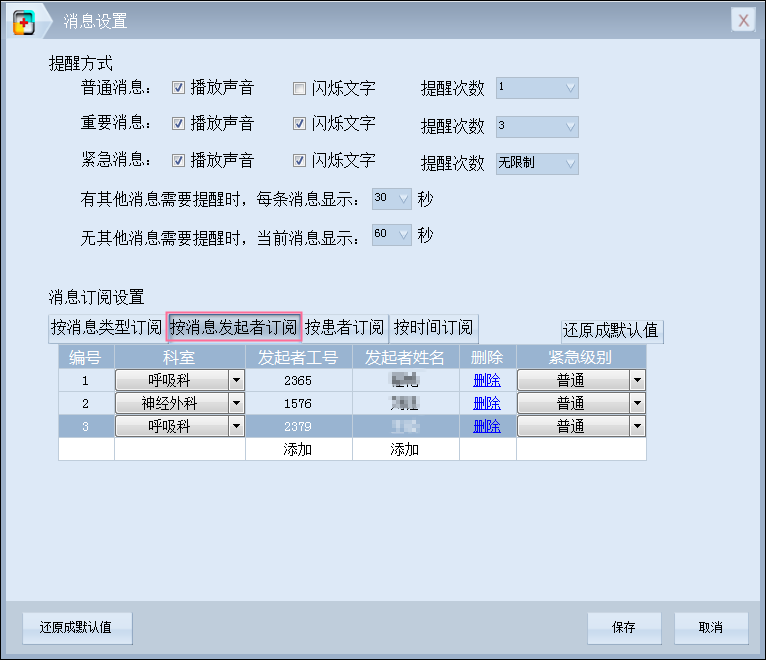 消息设置
X
提醒方式
普通消息： 播放声音 闪烁文字 提醒次数 1
重要消息： 播放声音 闪烁文字 提醒次数 3
紧急消息： 播放声音 闪烁文字 提醒次数 无限制
有其他消息需要提醒时，每条消息显示： 30 秒
无其他消息需要提醒时，当前消息显示： 60 秒
消息订阅设置
按消息类型订阅 按消息发起者订阅 按患者订阅 按时间订阅 还原成默认值
编号 科室 发起者工号 发起者姓名 删除 紧急级别
1 呼吸科 2365 删除 普通
2 神经外科 1576 删除 普通
3 呼吸科 2379 删除 普通
添加 添加
还原成默认值 保存 取消